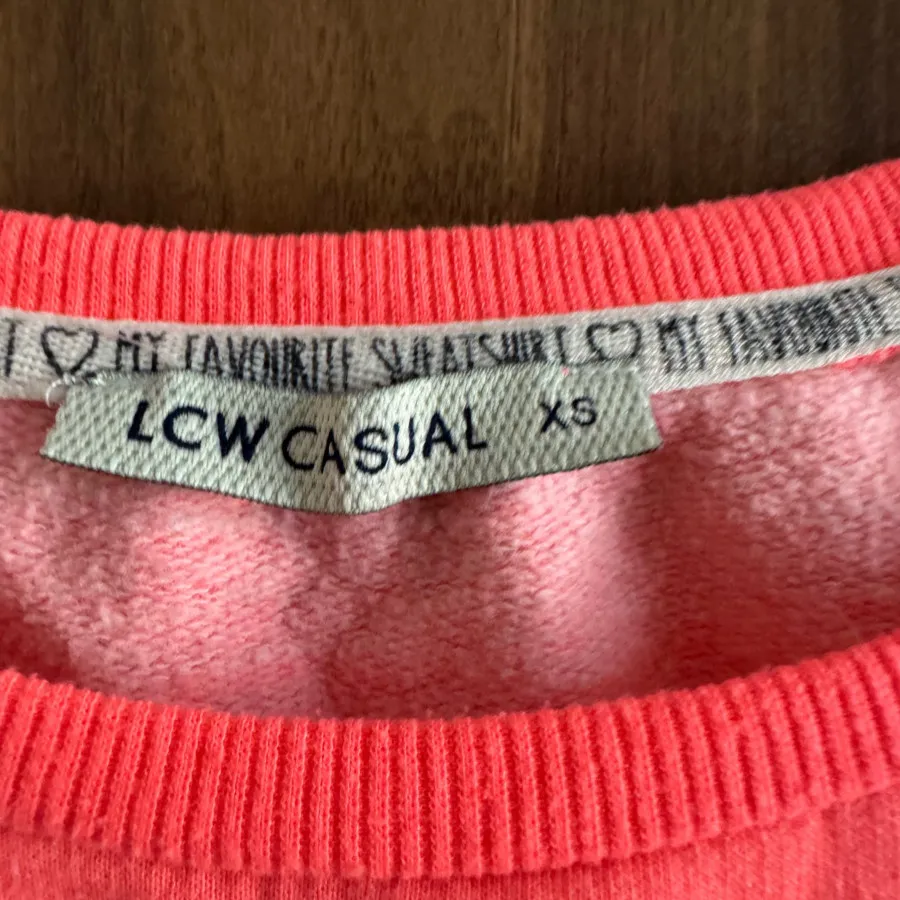 ♡ MY FAVOURITE SWEATSHIRT ♡ MY FAVOURITE
LCW CASUAL XS